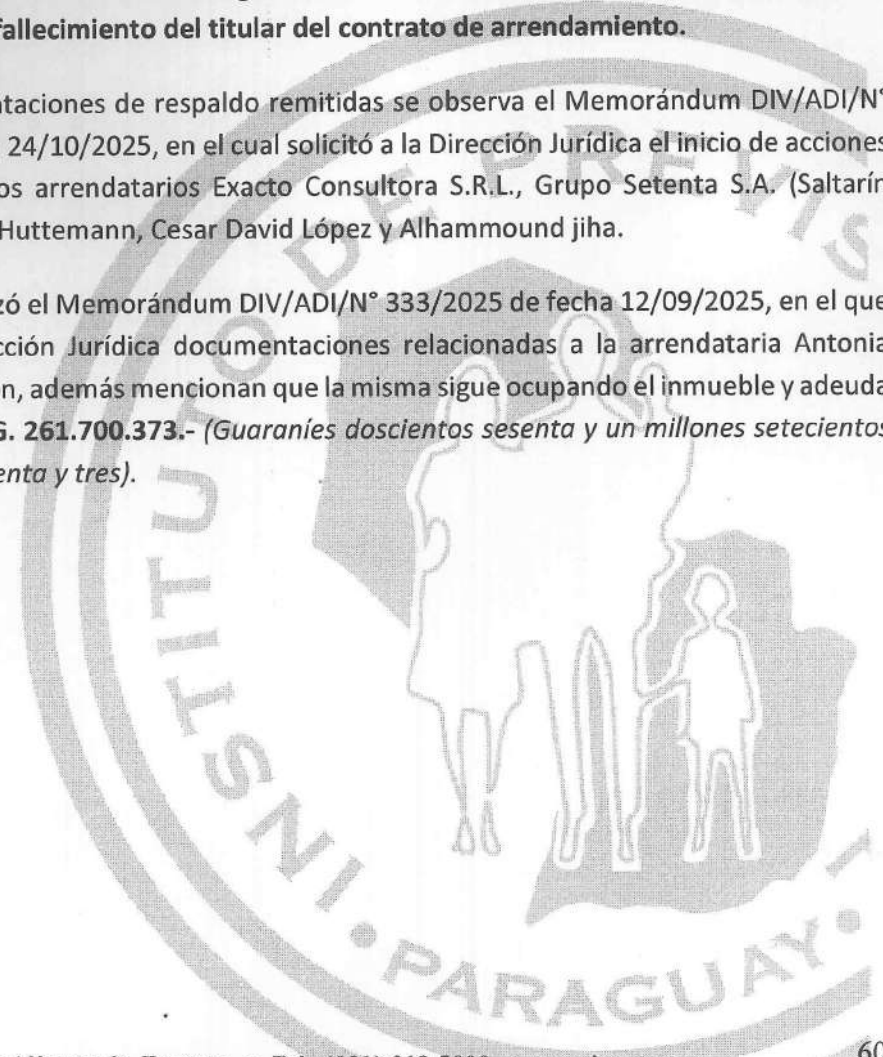 fallecimiento del titular del contrato de arrendamiento.
ntaciones de respaldo remitidas se observa el Memorándum DIV/ADI/N°
24/10/2025, en el cual solicitó a la Dirección Jurídica el inicio de acciones
os arrendatarios Exacto Consultora S.R.L., Grupo Setenta S.A. (Saltarín
Huttemann, Cesar David López y Alhammound jiha.
zó el Memorándum DIV/ADI/N° 333/2025 de fecha 12/09/2025, en el que
cción Jurídica documentaciones relacionadas a la arrendataria Antonia
n, además mencionan que la misma sigue ocupando el inmueble y adeuda
G. 261.700.373.- (Guaraníes doscientos sesenta y un millones setecientos
enta y tres).
INSTITUTO DE PREVIS
• PARAGUAY •
60